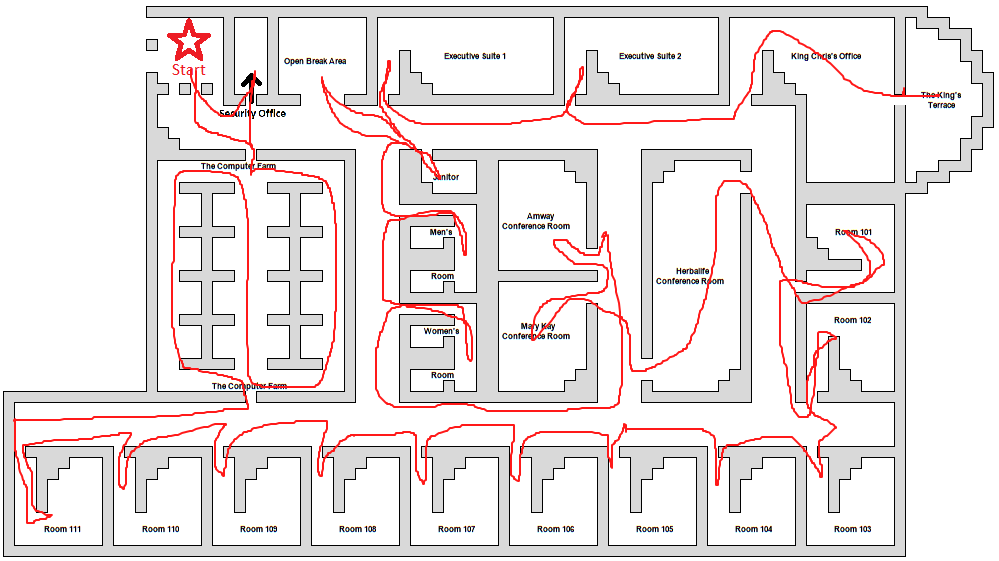 Start
Open Break Area
Executive Suite 1
Executive Suite 2
King Chris's Office
The King's
Terrace
Security Office
The Computer Farm
Janitor
Men's
Room
Amway
Conference Room
Room 101
Herbalife
Conference Room
Women's
Room
Mary Kay
Conference Room
Room 102
The Computer Farm
Room 111
Room 110
Room 109
Room 108
Room 107
Room 106
Room 105
Room 104
Room 103